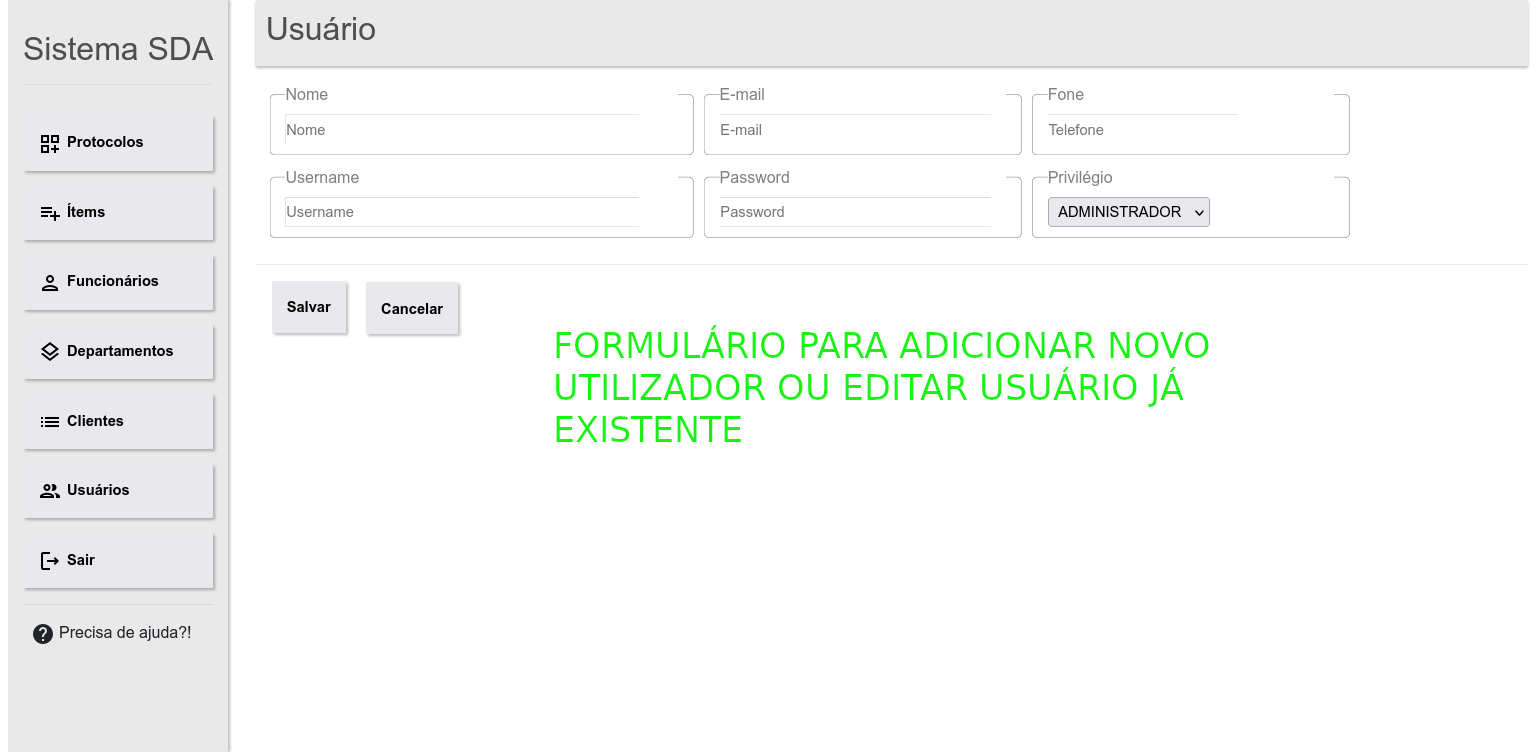 Sistema SDA
Protocolos
Ítems
Funcionários
Departamentos
Clientes
Usuários
Sair
Precisa de ajuda?!
Usuário
Nome
Nome
E-mail
E-mail
Fone
Telefone
Username
Username
Password
Password
Privilégio
ADMINISTRADOR
Salvar
Cancelar
FORMULÁRIO PARA ADICIONAR NOVO
UTILIZADOR OU EDITAR USUÁRIO JÁ
EXISTENTE